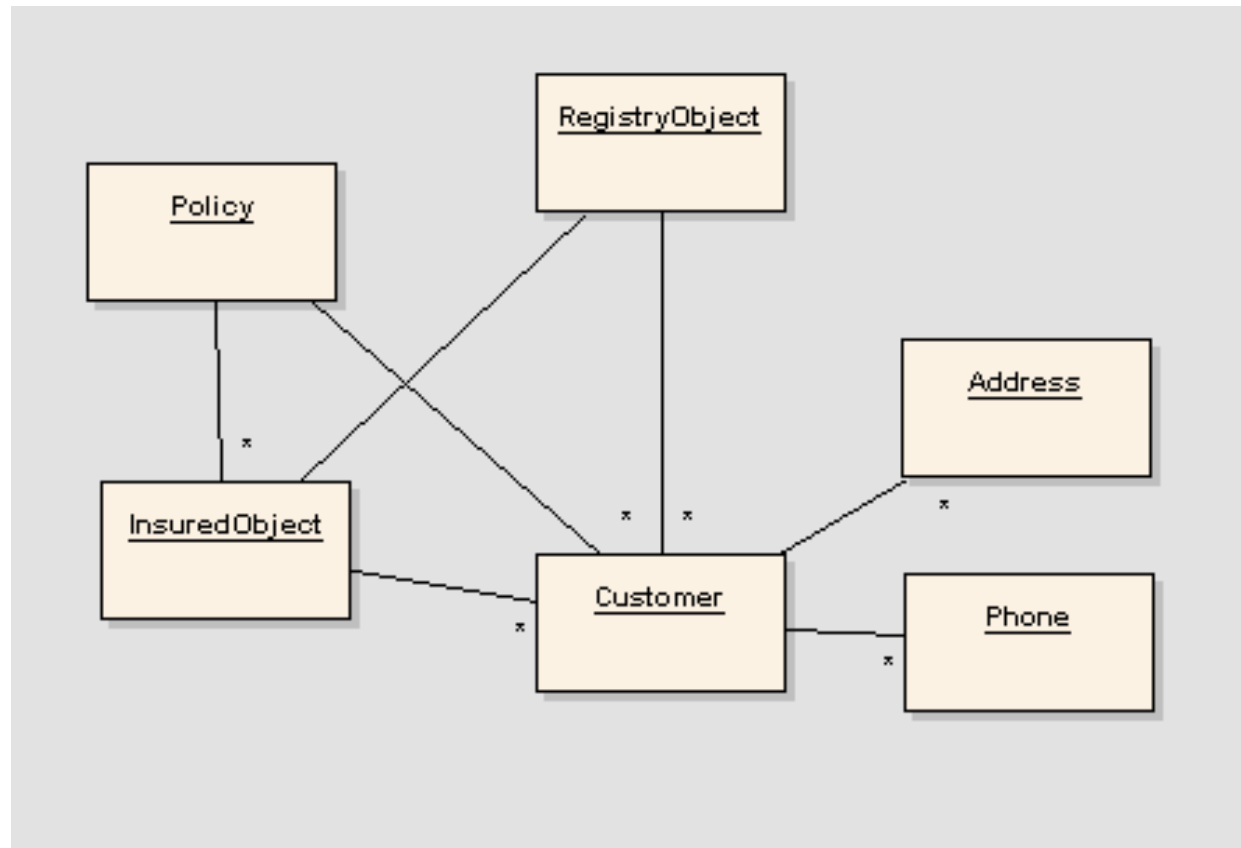 RegistryObject
Policy
Address
*
InsuredObject
*
*
*
Customer
*
Phone
*